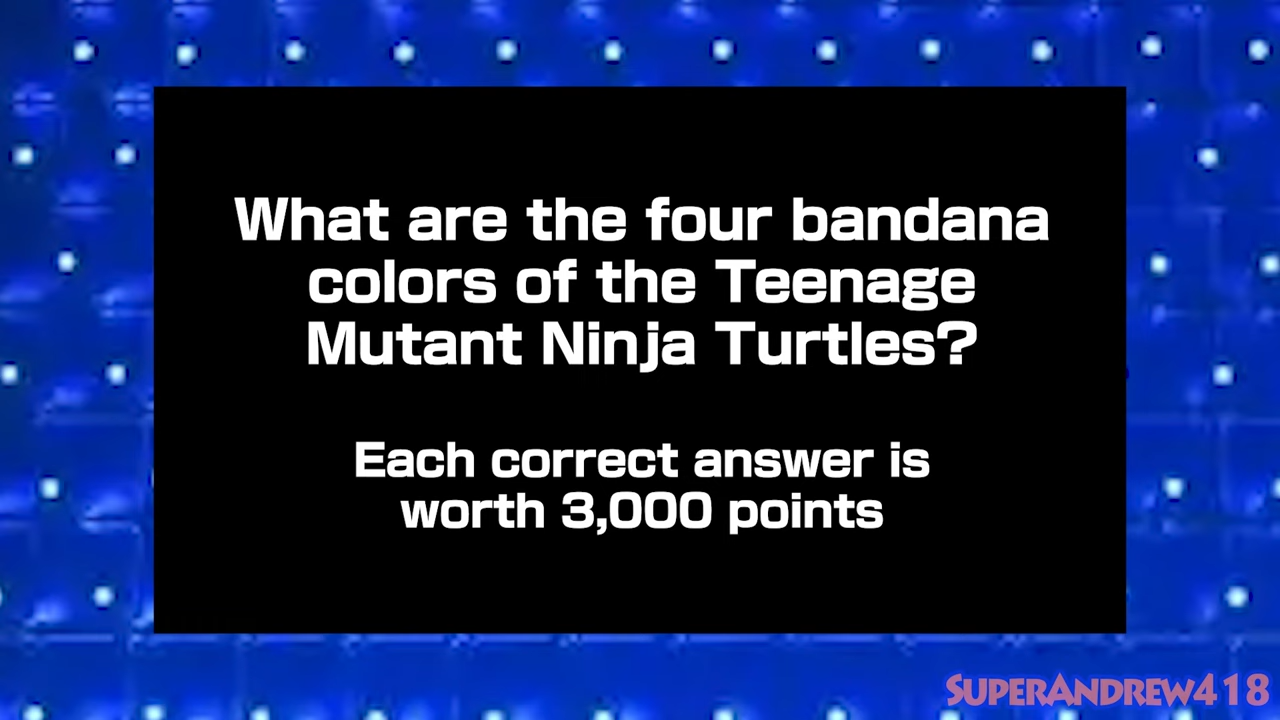 What are the four bandana
colors of the Teenage
Mutant Ninja Turtles?
Each correct answer is
worth 3,000 points
SUPERANDREW418